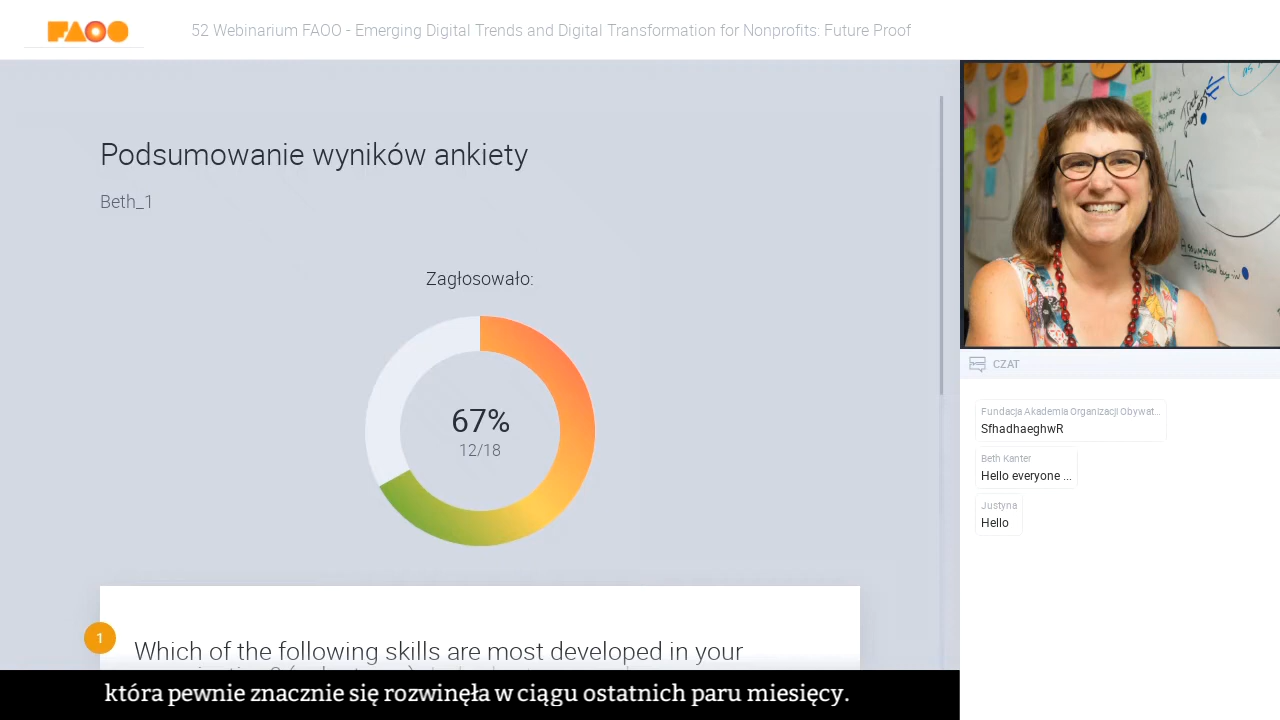 FAOO
52 Webinarium FAOO - Emerging Digital Trends and Digital Transformation for Nonprofits: Future Proof
Podsumowanie wyników ankiety
Beth_1
Zagłosowało:
67%
12/18
1
Which of the following skills are most developed in your
która pewnie znacznie się rozwinęła w ciągu ostatnich paru miesięcy.
CZAT
Fundacja Akademia Organizacji Obywat...
SfhadhaeghwR
Beth Kanter
Hello everyone ...
Justyna
Hello